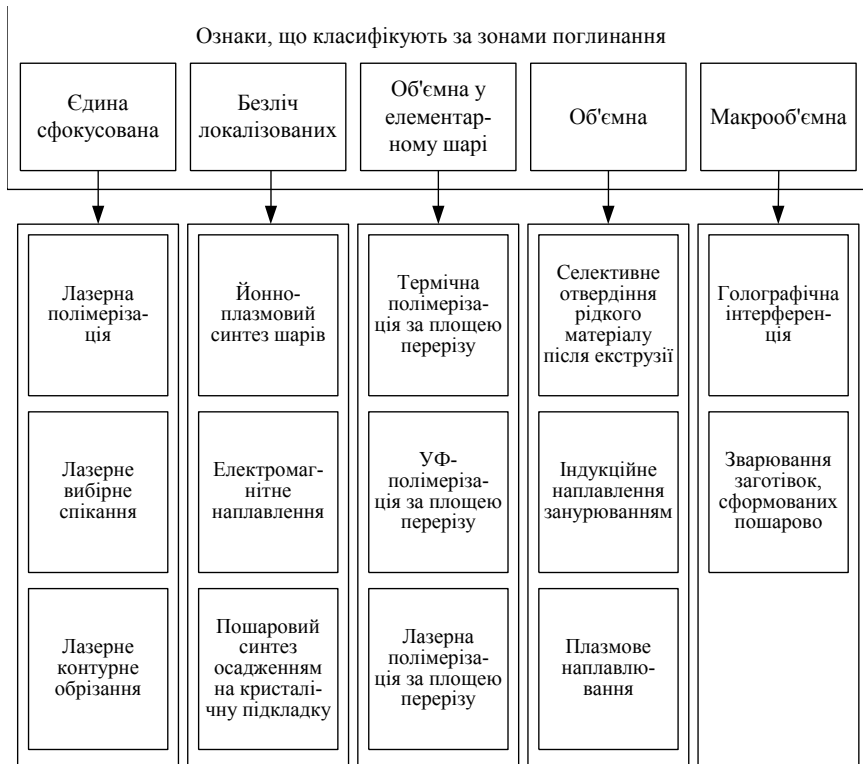 Ознаки, що класифікують за зонами поглинання
Єдина
сфокусована
Безліч
локалізованих
Об'ємна у
елементар-
ному шарі
Об'ємна
Макрооб'ємна
Лазерна
полімеріза-
ція
Лазерне
вибірне
спікання
Лазерне
контурне
обрізання
Йонно-
плазмовий
синтез шарів
Електромаг-
нітне
наплавлення
Пошаровий
синтез
осадженням
на кристалі-
чну підкладку
Термічна
полімеріза-
ція за площею
перерізу
УФ-
полімеріза-
ція за площею
перерізу
Лазерна
полімеріза-
ція за площею
перерізу
Селективне
отвердіння
рідкого
матеріалу
після екструзії
Індукційне
наплавлення
занурюванням
Плазмове
наплавлю-
вання
Голографічна
інтерферен-
ція
Зварювання
заготівок,
сформованих
пошарово